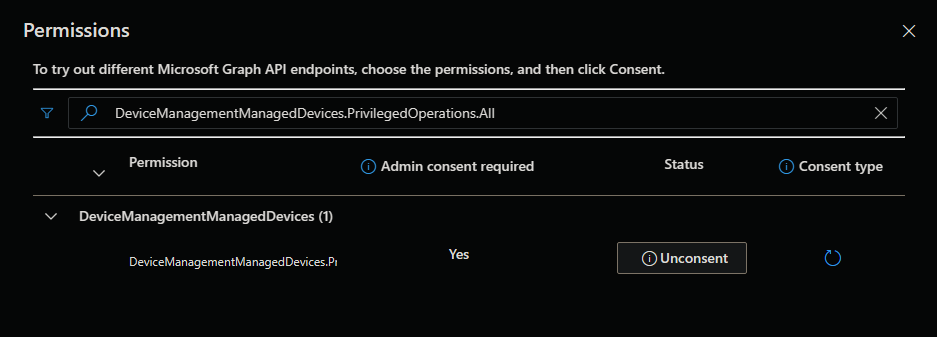 Permissions
To try out different Microsoft Graph API endpoints, choose the permissions, and then click Consent.
DeviceManagementManagedDevices.PrivilegedOperations.All
Permission Admin consent required Status Consent type
DeviceManagementManagedDevices (1)
DeviceManagementManagedDevices.Pr Yes Unconsent